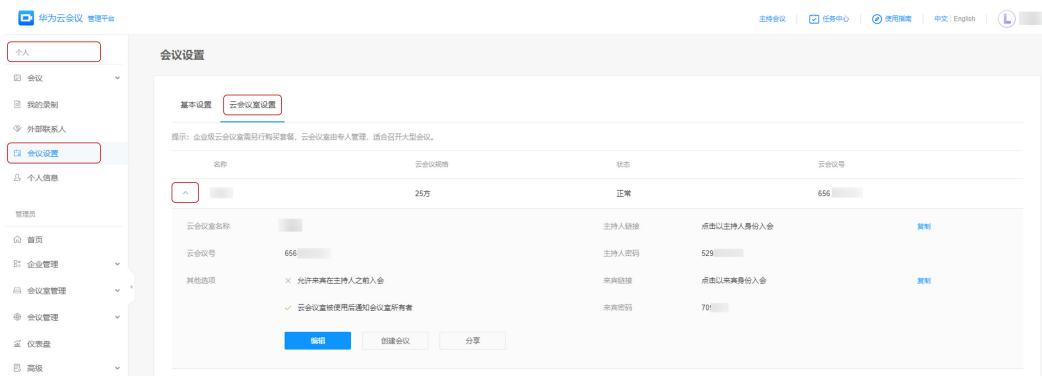 华为云会议 管理平台
主持会议 任务中心 使用指南 中文 | English L
个人
会议
我的录制
外部联系人
会议设置
个人信息
管理员
首页
企业管理
会议室管理
会议管理
仪表盘
高级
会议设置
基本设置 云会议室设置
提示：企业级云会议室需另行购买套餐，云会议室由专人管理，适合召开大型会议。
名称 云会议规格 状态 云会议号
25方 正常 656
云会议室名称 主持人链接 点击以主持人身份入会 复制
云会议号 656 主持人密码 529
其他选项 × 允许来宾在主持人之前入会 来宾链接 点击以来宾身份入会 复制
✓ 云会议室被使用后通知会议室所有者 来宾密码 709
编辑 创建会议 分享